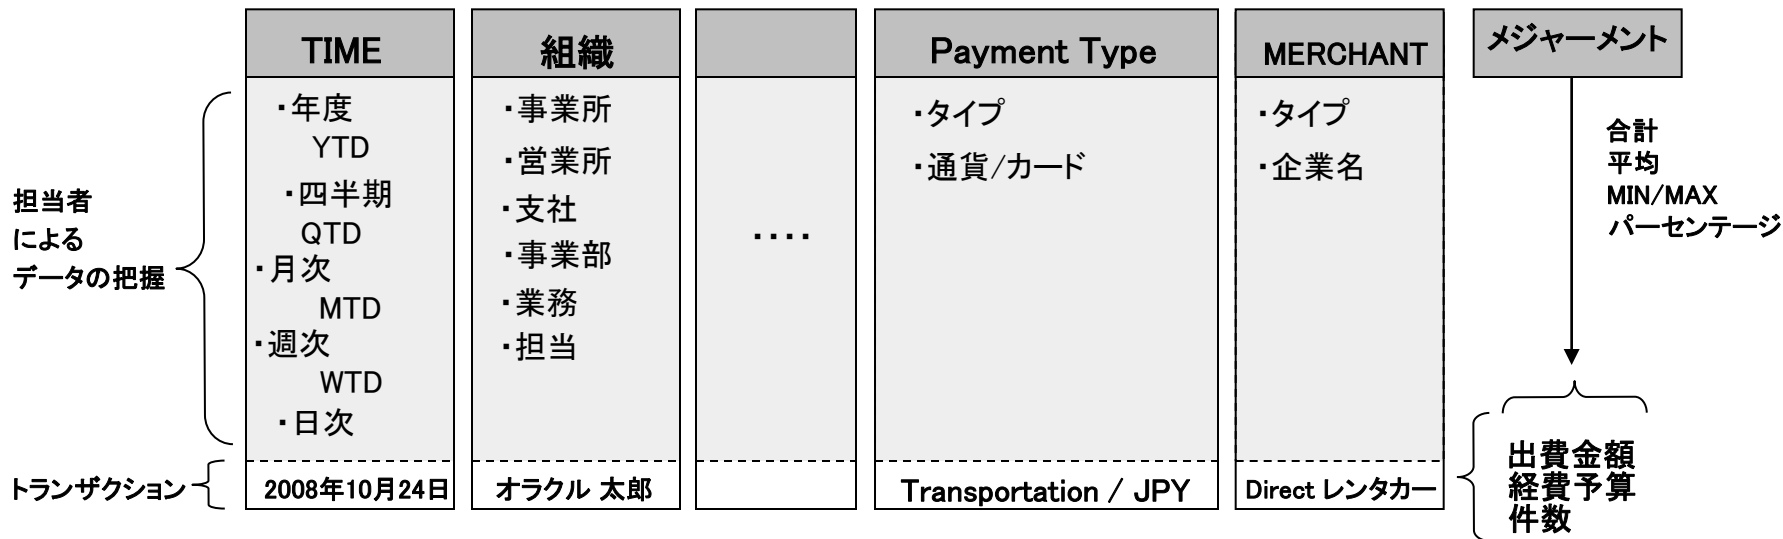 TIME
組織
Payment Type
MERCHANT
メジャーメント
担当者
による
データの把握
・年度
YTD
・四半期
QTD
・月次
MTD
・週次
WTD
・日次
・事業所
・営業所
・支社
・事業部
・業務
・担当
・・・・
・タイプ
・通貨/カード
・タイプ
・企業名
合計
平均
MIN/MAX
パーセンテージ
トランザクション
2008年10月24日
オラクル 太郎
Transportation / JPY
Direct レンタカー
出費金額
経費予算
件数